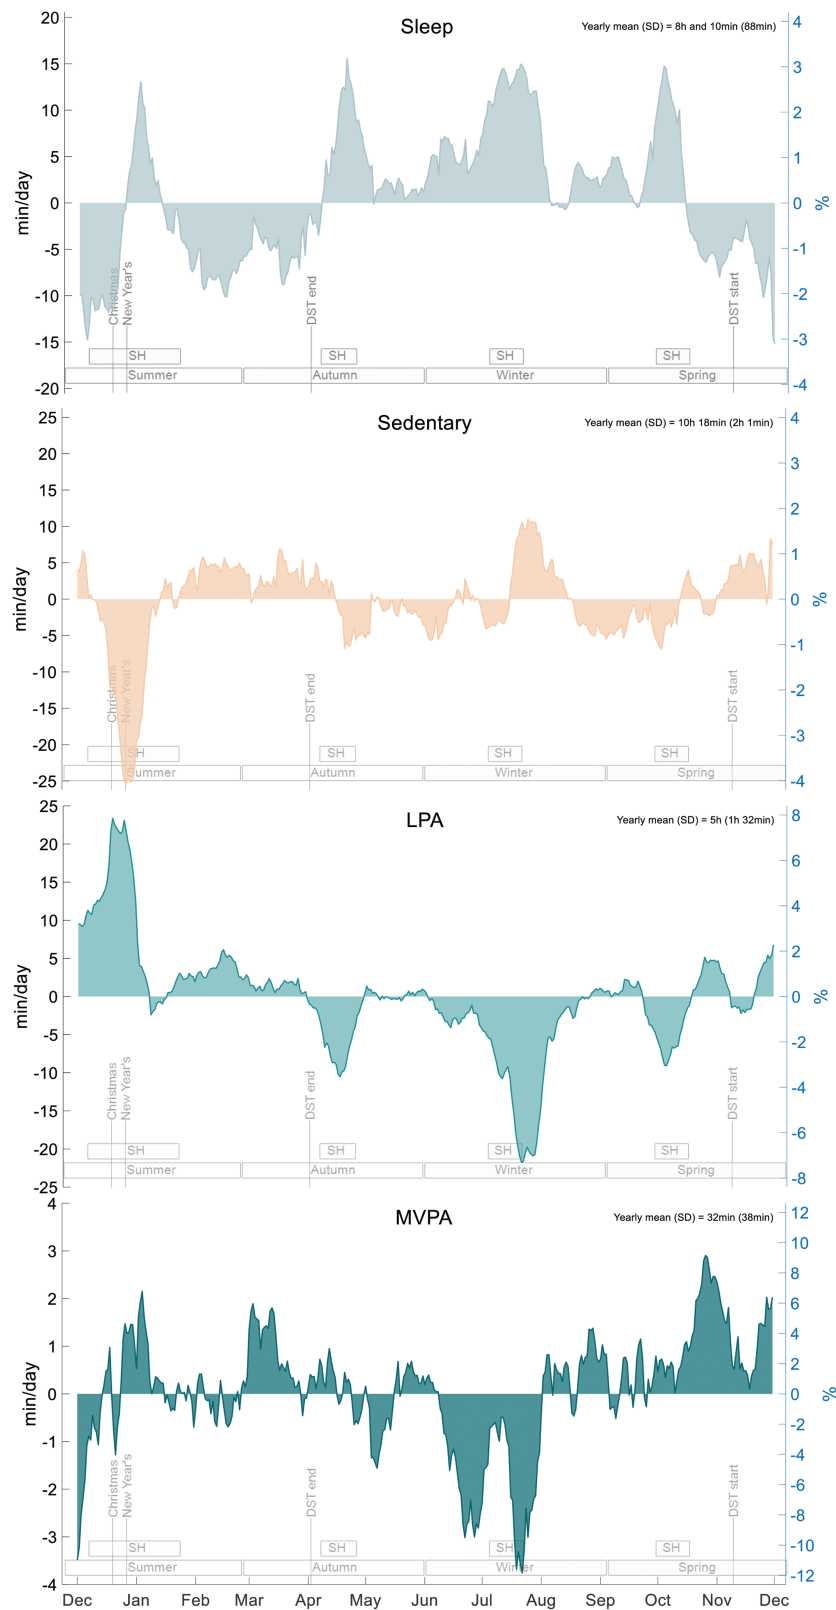 Sleep
Yearly mean (SD) = 8h and 10min (88min)
20
15
10
5
0
-5
-10
-15
-20
min/day
4
3
2
1
0
-1
-2
-3
-4
%
Christmas
New Year's
DST end
DST start
SH
SH
SH
SH
Summer
Autumn
Winter
Spring
Sedentary
Yearly mean (SD) = 10h 18min (2h 1min)
25
20
15
10
5
0
-5
-10
-15
-20
-25
min/day
4
3
2
1
0
-1
-2
-3
-4
%
Christmas
New Year's
DST end
DST start
SH
SH
SH
SH
Summer
Autumn
Winter
Spring
LPA
Yearly mean (SD) = 5h (1h 32min)
25
20
15
10
5
0
-5
-10
-15
-20
-25
min/day
8
6
4
2
0
-2
-4
-6
-8
%
Christmas
New Year's
DST end
DST start
SH
SH
SH
SH
Summer
Autumn
Winter
Spring
MVPA
Yearly mean (SD) = 32min (38min)
4
3
2
1
0
-1
-2
-3
-4
min/day
12
10
8
6
4
2
0
-2
-4
-6
-8
-10
-12
%
Christmas
New Year's
DST end
DST start
SH
SH
SH
SH
Summer
Autumn
Winter
Spring
Dec Jan Feb Mar Apr May Jun Jul Aug Sep Oct Nov Dec